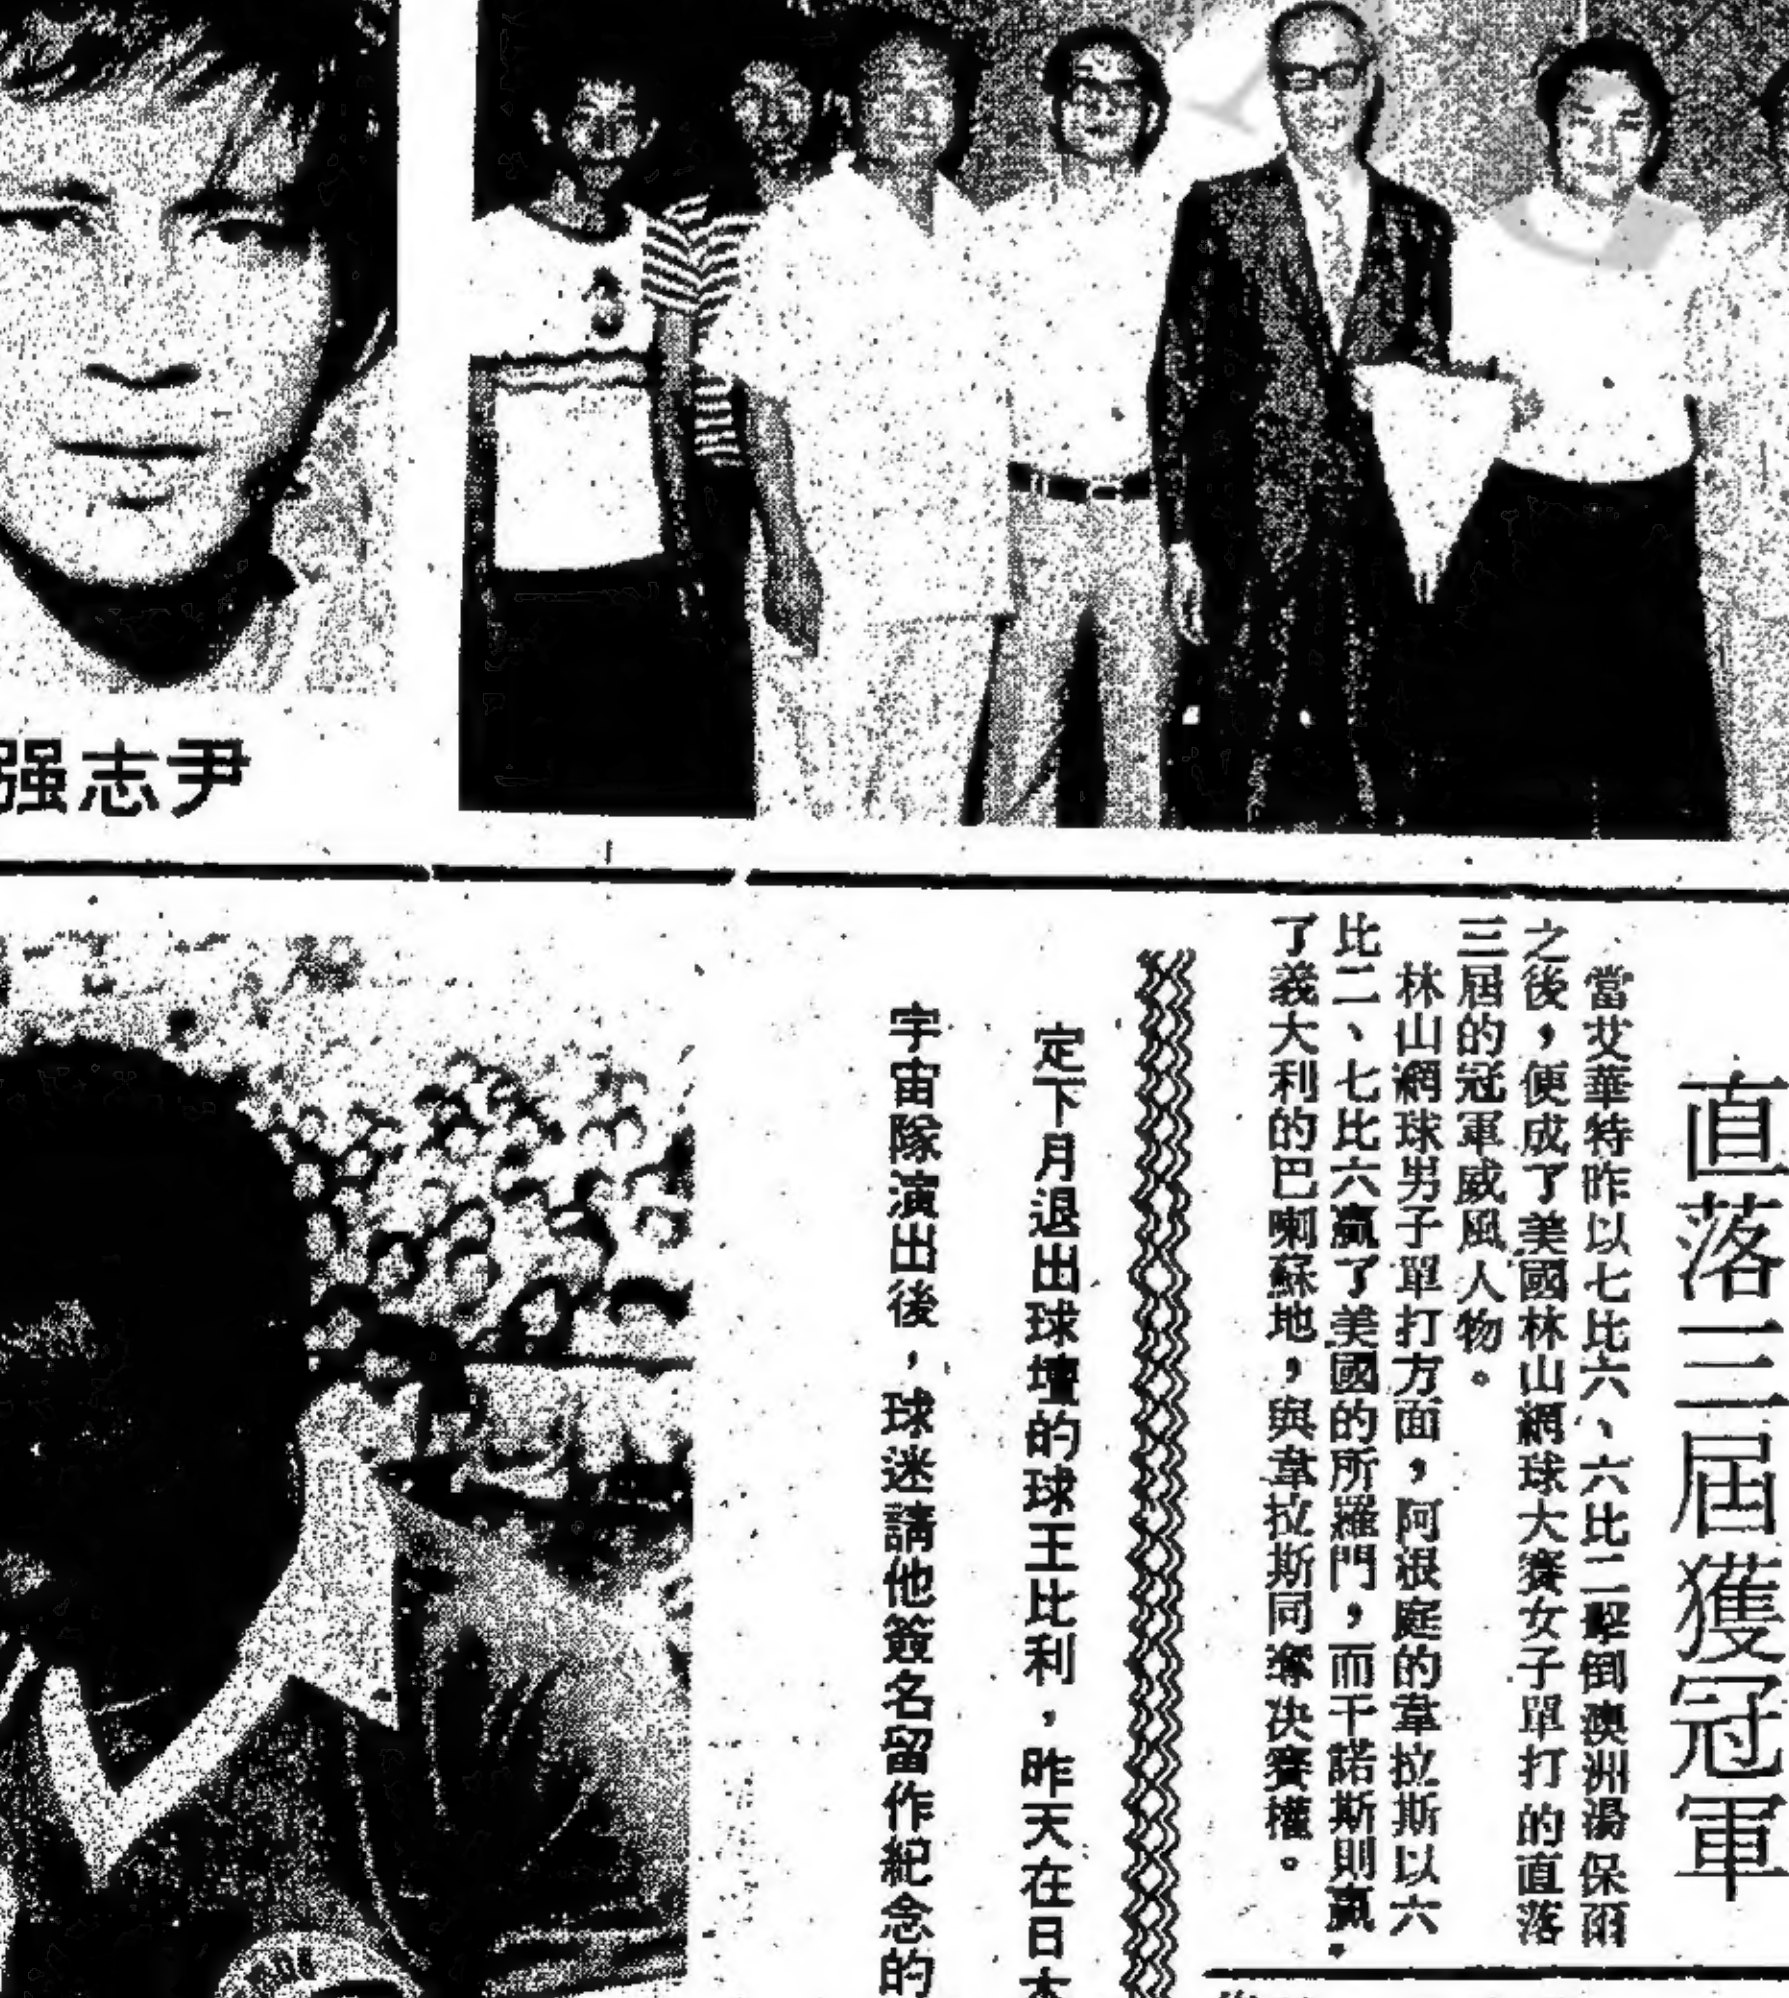 强志尹
直落三屆獲冠軍
當艾華特昨以七比六、六比二擊倒澳洲湯保爾
之後，便成了美國林山網球大賽女子單打的直落
三屆的冠軍威風人物。
林山網球男子單打方面，阿根庭的韋拉斯以六
比二、七比六贏了美國的所羅門，而干諾斯則贏
了義大利的巴喇蘇地，與韋拉斯同奪決賽權。
定下月退出球壇的球王比利，昨天在日本
宇宙隊演出後，球迷請他簽名留作紀念的